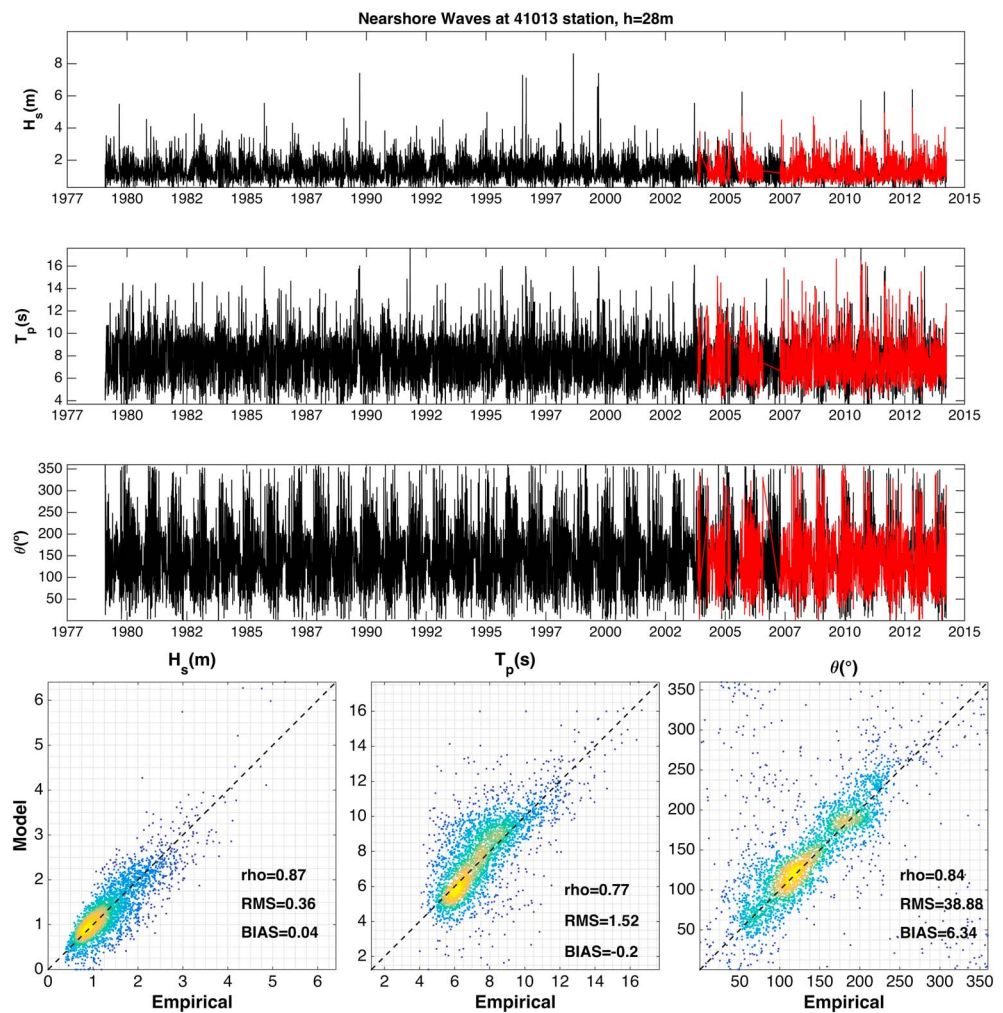 Nearshore Waves at 41013 station, h=28m
H_s(m)
8
6
4
2
1977 1980 1982 1985 1987 1990 1992 1995 1997 2000 2002 2005 2007 2010 2012 2015
T_p(s)
16
14
12
10
8
6
4
1977 1980 1982 1985 1987 1990 1992 1995 1997 2000 2002 2005 2007 2010 2012 2015
θ(°)
350
300
250
200
150
100
50
1977 1980 1982 1985 1987 1990 1992 1995 1997 2000 2002 2005 2007 2010 2012 2015
H_s(m)
Model
6
5
4
3
2
1
0
rho=0.87
RMS=0.36
BIAS=0.04
0 1 2 3 4 5 6
Empirical
T_p(s)
16
14
12
10
8
6
4
2
rho=0.77
RMS=1.52
BIAS=-0.2
2 4 6 8 10 12 14 16
Empirical
θ(°)
350
300
250
200
150
100
50
rho=0.84
RMS=38.88
BIAS=6.34
50 100 150 200 250 300 350
Empirical